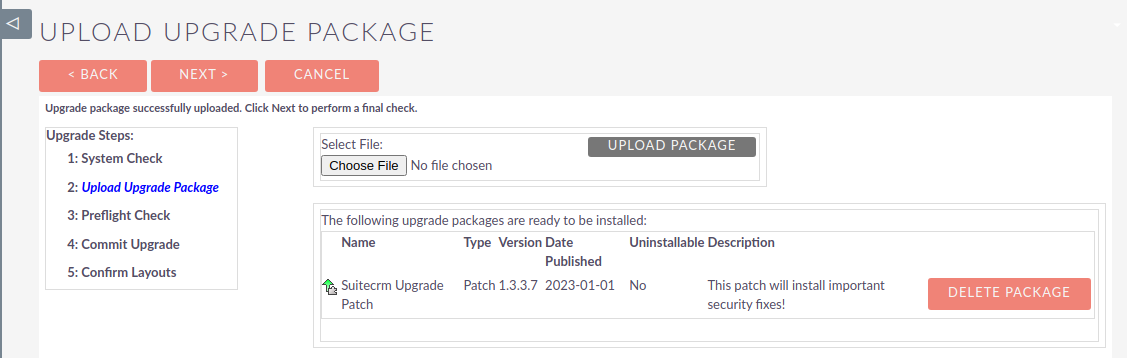 UPLOAD UPGRADE PACKAGE
< BACK NEXT > CANCEL
Upgrade package successfully uploaded. Click Next to perform a final check.
Upgrade Steps:
1: System Check
2: Upload Upgrade Package
3: Preflight Check
4: Commit Upgrade
5: Confirm Layouts
Select File:
UPLOAD PACKAGE
Choose File No file chosen
The following upgrade packages are ready to be installed:
Name Type Version Date Uninstallable Description
Published
Suitecrm Upgrade Patch 1.3.3.7 2023-01-01 No This patch will install important
Patch security fixes!
DELETE PACKAGE